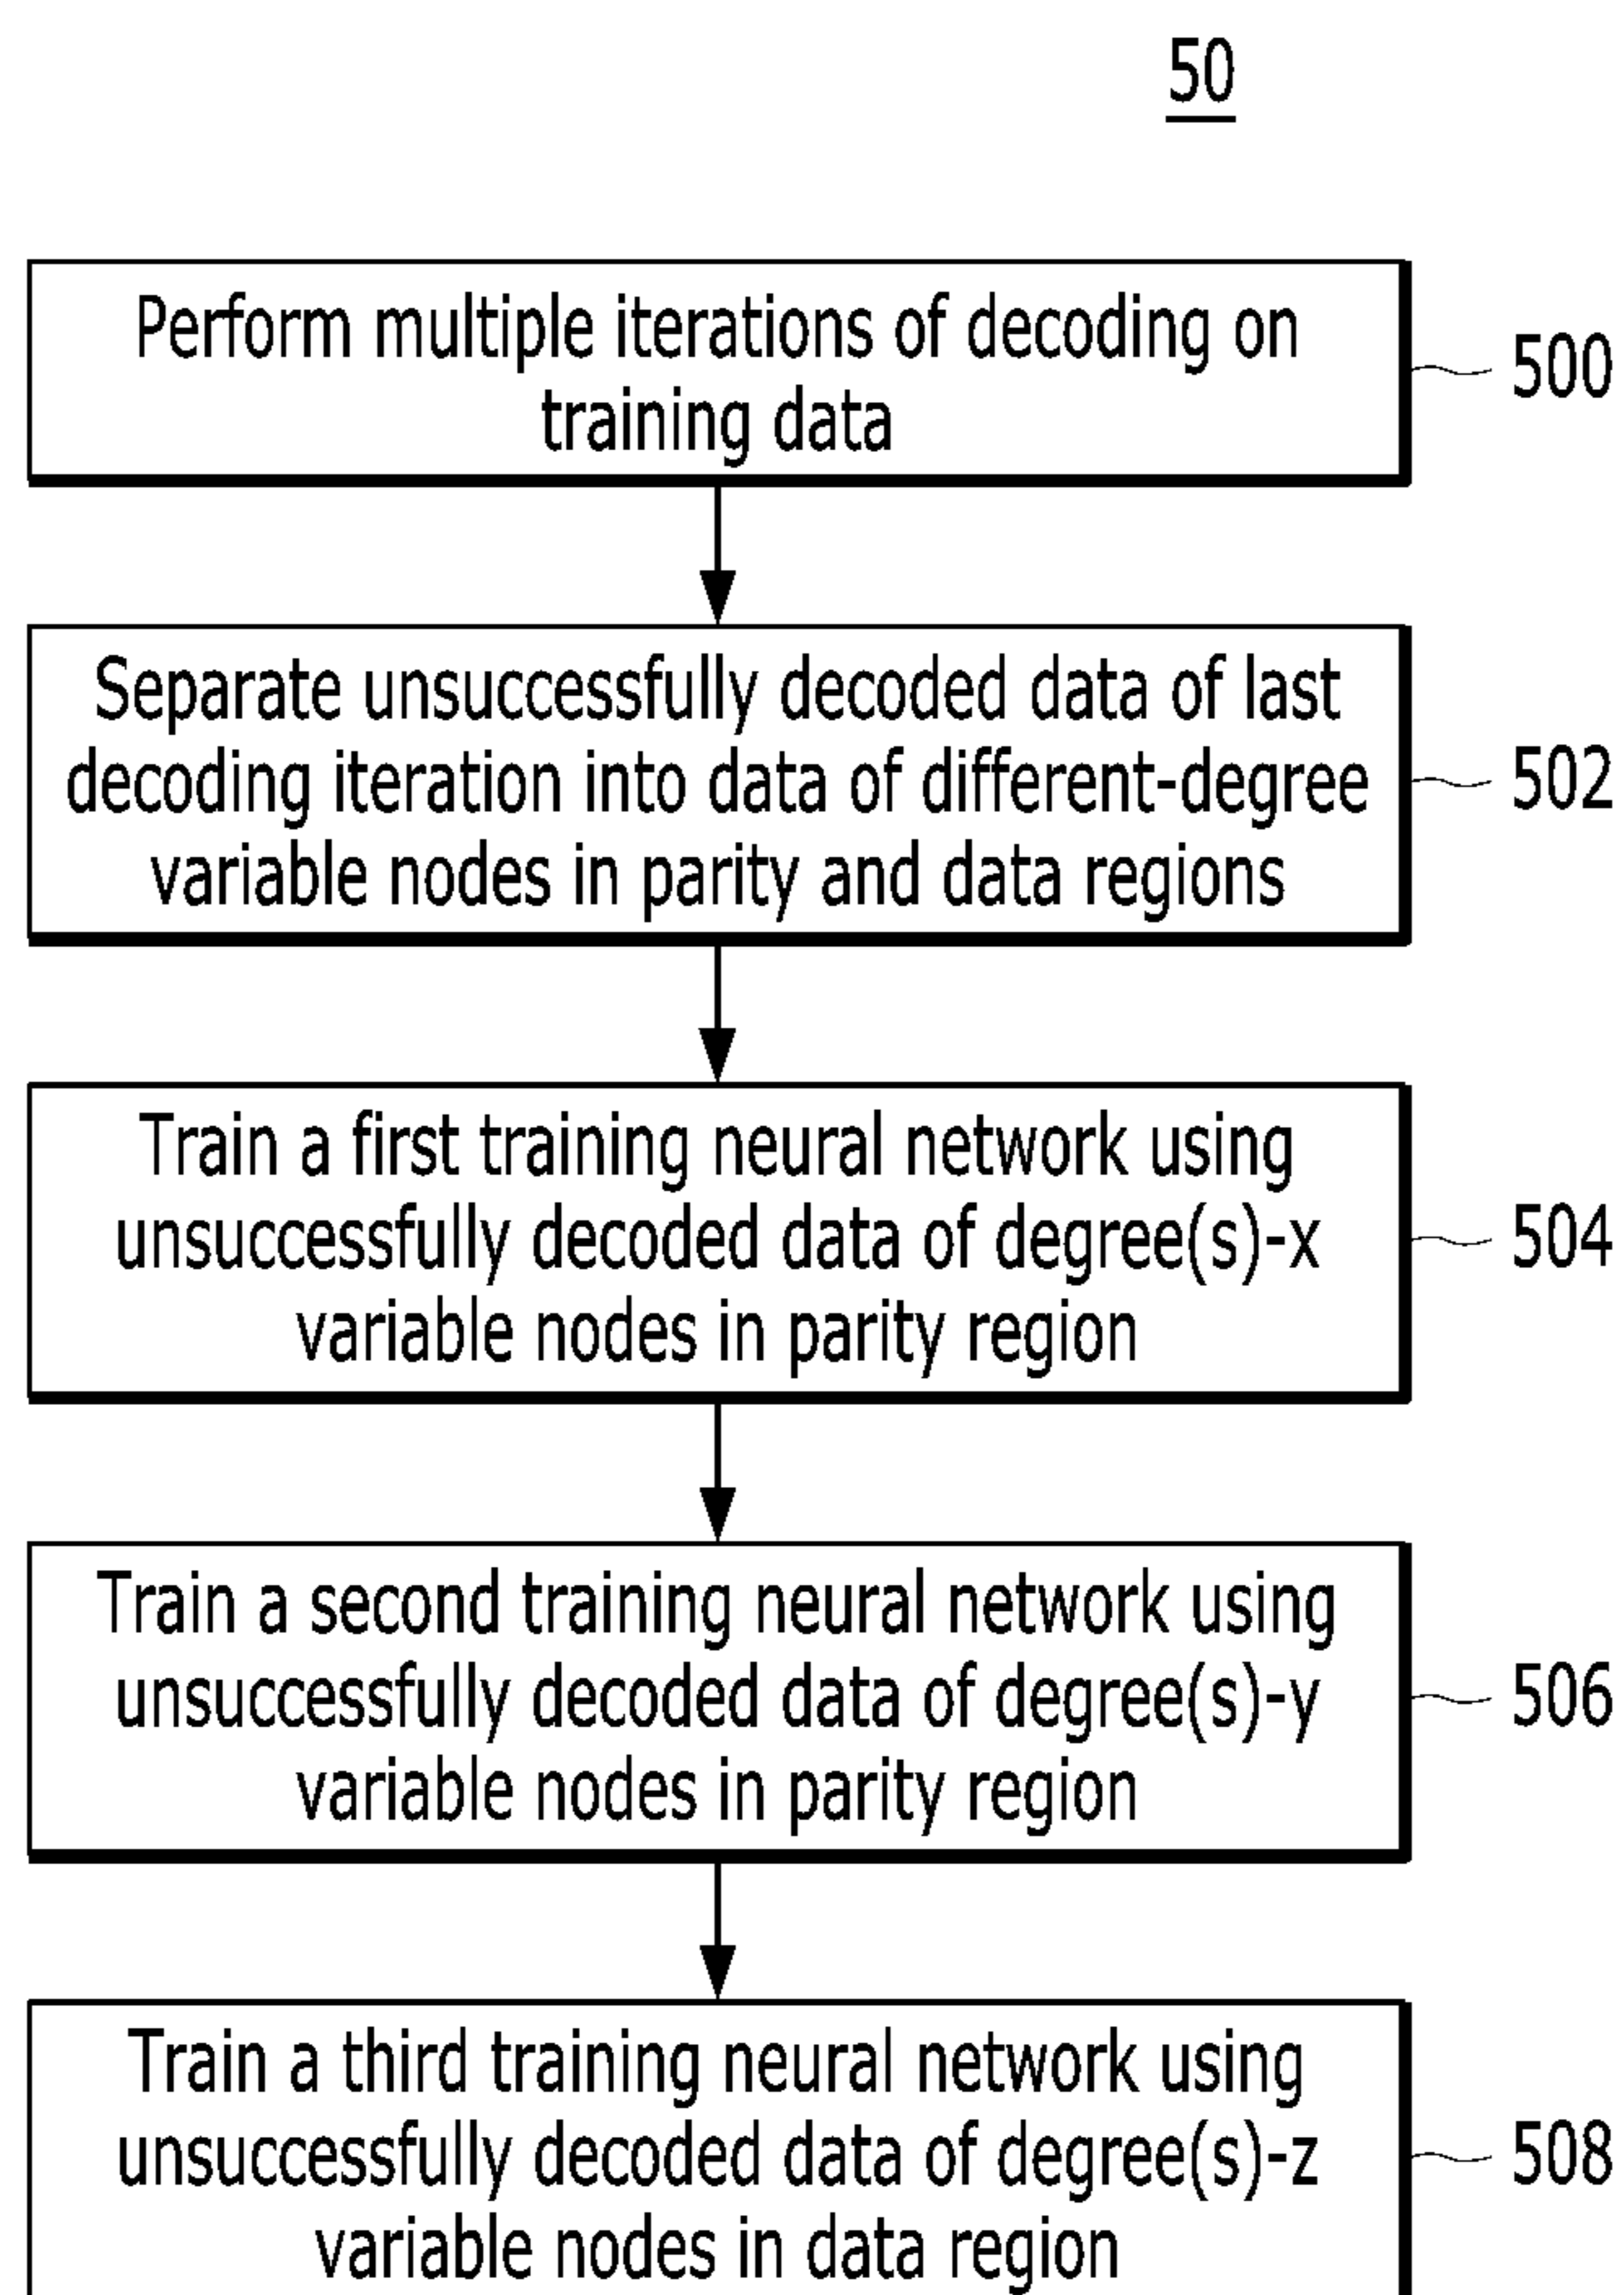 50
Perform multiple iterations of decoding on
training data
500
Separate unsuccessfully decoded data of last
decoding iteration into data of different-degree
variable nodes in parity and data regions
502
Train a first training neural network using
unsuccessfully decoded data of degree(s)-x
variable nodes in parity region
504
Train a second training neural network using
unsuccessfully decoded data of degree(s)-y
variable nodes in parity region
506
Train a third training neural network using
unsuccessfully decoded data of degree(s)-z
variable nodes in data region
508